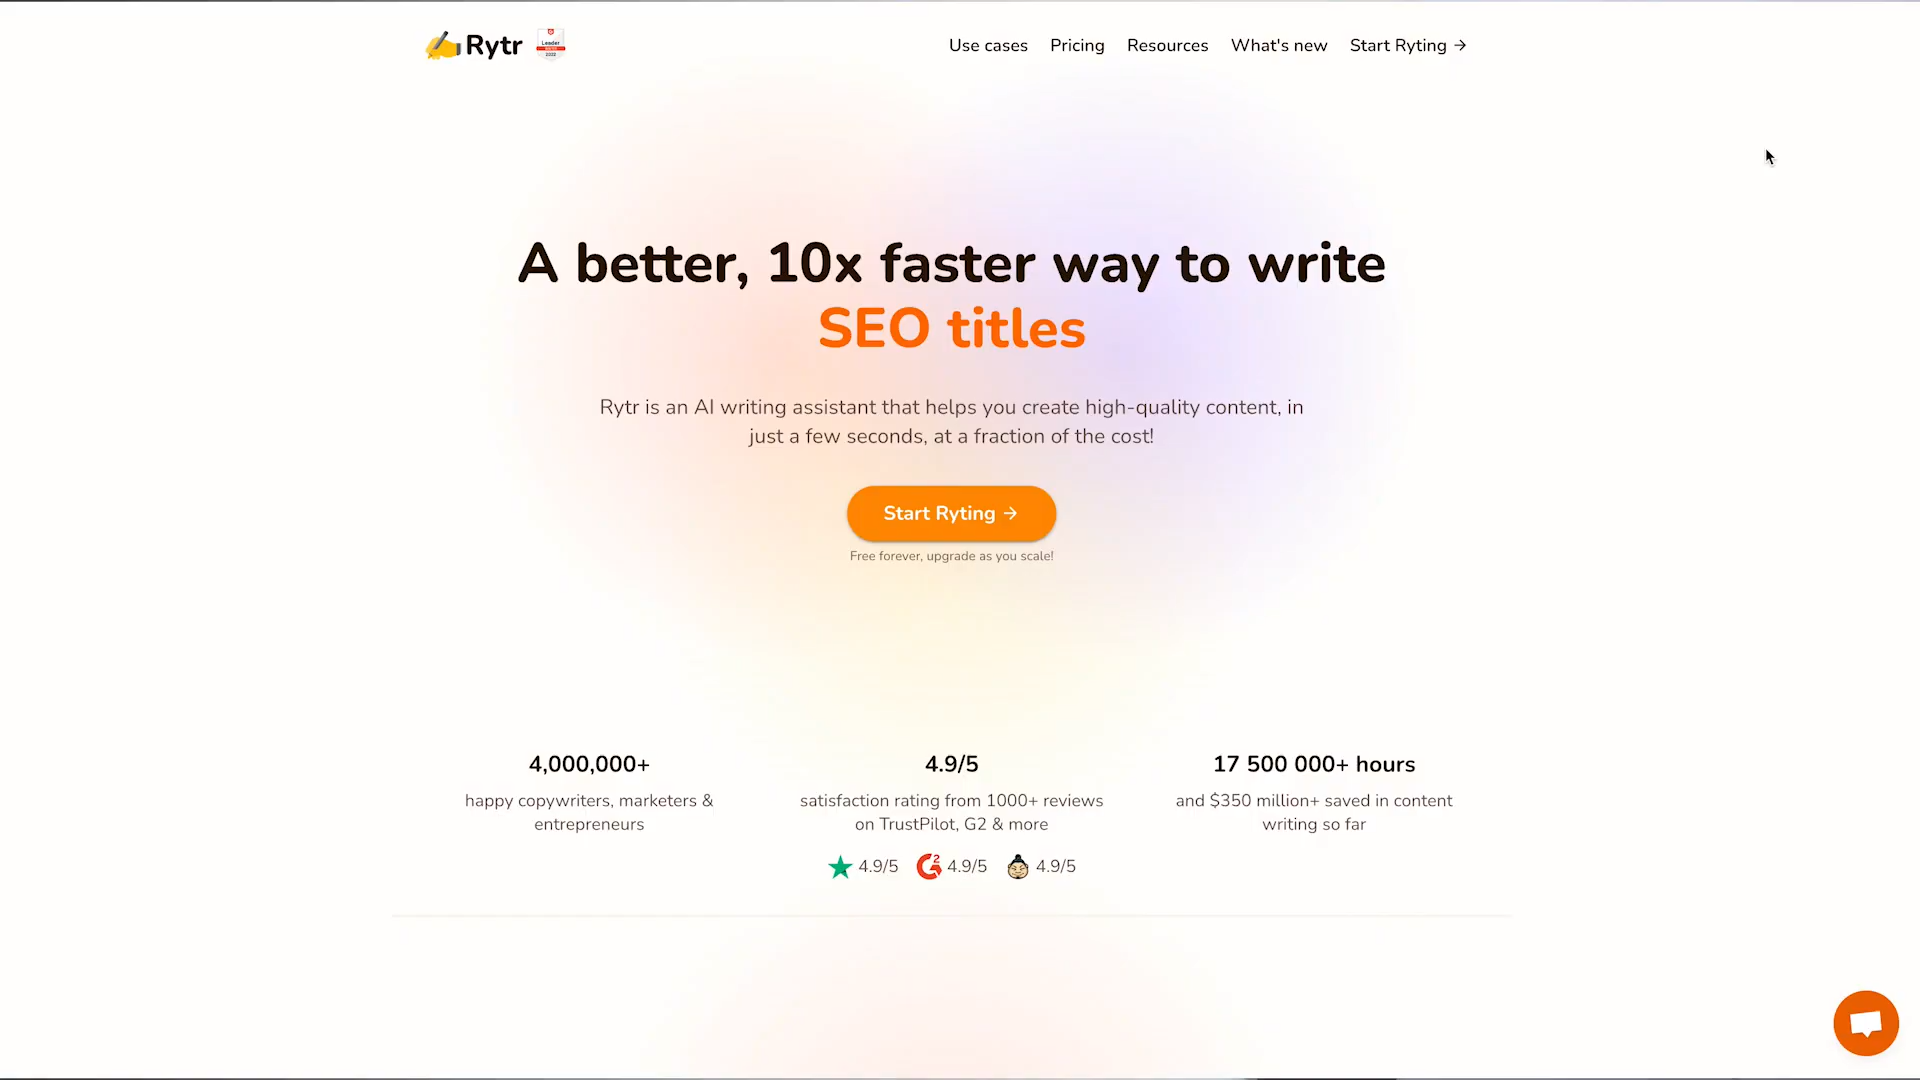 Rytr
Leader
2022
Use cases
Pricing
Resources
What's new
Start Ryting →
A better, 10x faster way to write
SEO titles
Rytr is an AI writing assistant that helps you create high-quality content, in
just a few seconds, at a fraction of the cost!
Start Ryting →
Free forever, upgrade as you scale!
4,000,000+
happy copywriters, marketers &
entrepreneurs
4.9/5
satisfaction rating from 1000+ reviews
on TrustPilot, G2 & more
4.9/5
4.9/5
4.9/5
17 500 000+ hours
and $350 million+ saved in content
writing so far